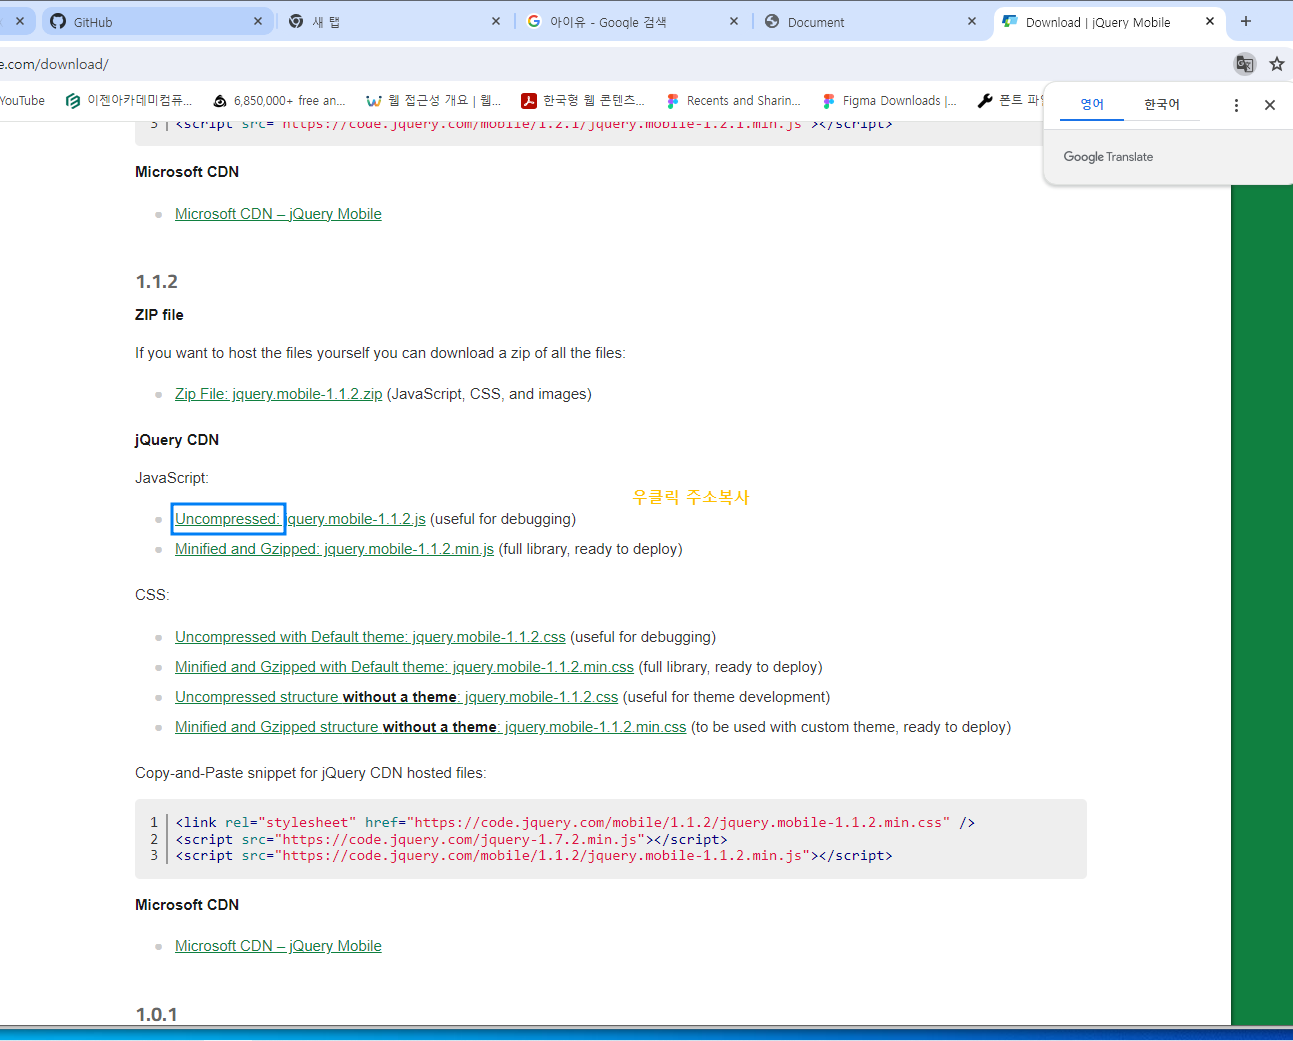 GitHub
새 탭
아이유 - Google 검색
Document
Download | jQuery Mobile
e.com/download/
YouTube
이젠아카데미컴퓨...
6,850,000+ free an...
웹 접근성 개요 | 웹...
한국형 웹 콘텐츠...
Recents and Sharin...
Figma Downloads |...
폰트 파일
영어
한국어
Google Translate
3 <script src="https://code.jquery.com/mobile/1.2.1/jquery.mobile-1.2.1.min.js"></script>
Microsoft CDN
Microsoft CDN – jQuery Mobile
1.1.2
ZIP file
If you want to host the files yourself you can download a zip of all the files:
Zip File: jquery.mobile-1.1.2.zip (JavaScript, CSS, and images)
jQuery CDN
JavaScript:
우클릭 주소복사
Uncompressed: jquery.mobile-1.1.2.js (useful for debugging)
Minified and Gzipped: jquery.mobile-1.1.2.min.js (full library, ready to deploy)
CSS:
Uncompressed with Default theme: jquery.mobile-1.1.2.css (useful for debugging)
Minified and Gzipped with Default theme: jquery.mobile-1.1.2.min.css (full library, ready to deploy)
Uncompressed structure without a theme: jquery.mobile-1.1.2.css (useful for theme development)
Minified and Gzipped structure without a theme: jquery.mobile-1.1.2.min.css (to be used with custom theme, ready to deploy)
Copy-and-Paste snippet for jQuery CDN hosted files:
1 <link rel="stylesheet" href="https://code.jquery.com/mobile/1.1.2/jquery.mobile-1.1.2.min.css" />
2 <script src="https://code.jquery.com/jquery-1.7.2.min.js"></script>
3 <script src="https://code.jquery.com/mobile/1.1.2/jquery.mobile-1.1.2.min.js"></script>
Microsoft CDN
Microsoft CDN – jQuery Mobile
1.0.1